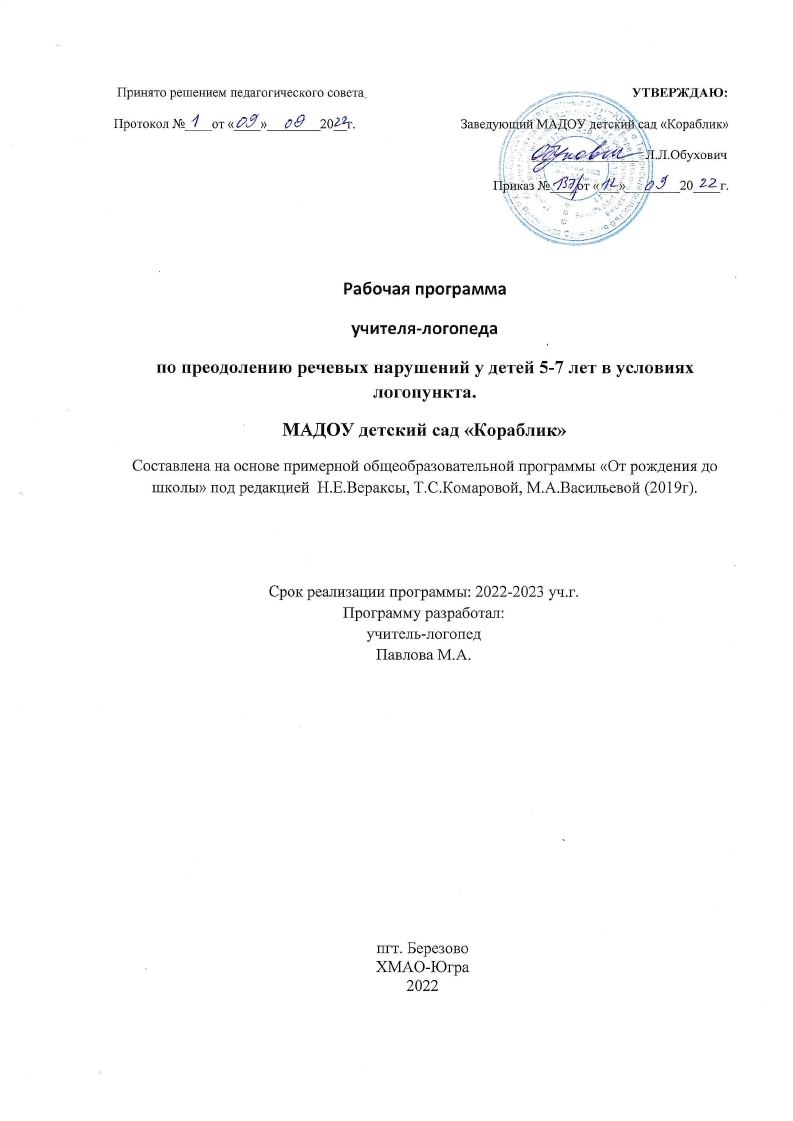 Принято решением педагогического совета
УТВЕРЖДАЮ:
Протокол № 1 от « 09 » 09 2022г.
Заведующий МАДОУ детский сад «Кораблик»
Л.Л.Обухович
Приказ № от « 12 » 09 20 22 г.
Рабочая программа
учителя-логопеда
по преодолению речевых нарушений у детей 5-7 лет в условиях
логопункта.
МАДОУ детский сад «Кораблик»
Составлена на основе примерной общеобразовательной программы «От рождения до
школы» под редакцией Н.Е.Вераксы, Т.С.Комаровой, М.А.Васильевой (2019г).
Срок реализации программы: 2022-2023 уч.г.
Программу разработал:
учитель-логопед
Павлова М.А.
пгт. Березово
ХМАО-Югра
2022